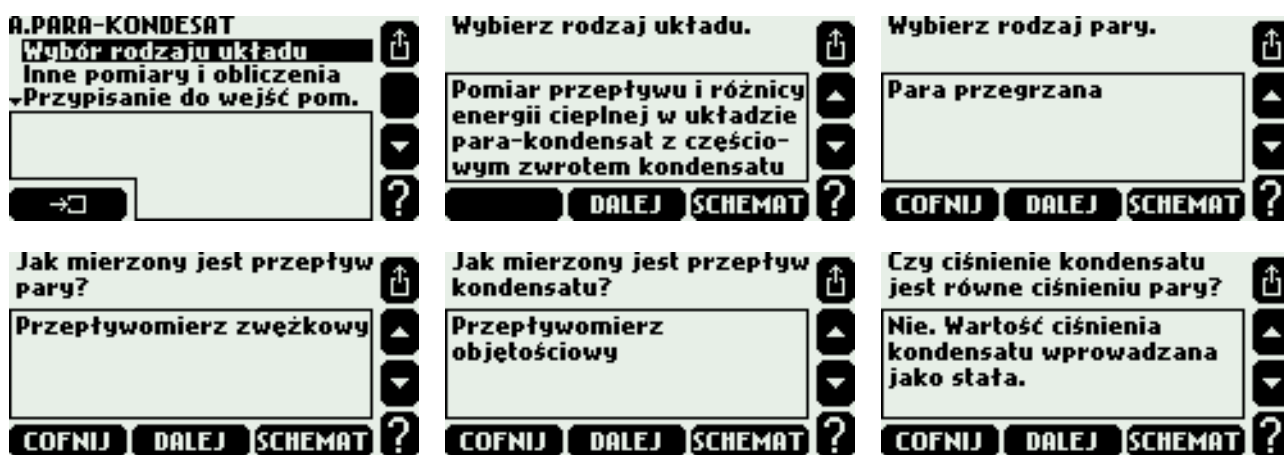 A.PARA-KONDESAT
Wybór rodzaju układu
Inne pomiary i obliczenia
Przypisanie do wejść pom.
Wybierz rodzaj układu.
Pomiar przepływu i różnicy
energii cieplnej w układzie
para-kondensat z częścio-
wym zwrotem kondensatu
DALEJ SCHEMAT ?
Wybierz rodzaj pary.
Para przegrzana
COFNIJ DALEJ SCHEMAT ?
Jak mierzony jest przepływ
pary?
Przepływomierz zwężkowy
COFNIJ DALEJ SCHEMAT ?
Jak mierzony jest przepływ
kondensatu?
Przepływomierz
objętościowy
COFNIJ DALEJ SCHEMAT ?
Czy ciśnienie kondensatu
jest równe ciśnieniu pary?
Nie. Wartość ciśnienia
kondensatu wprowadzana
jako stała.
COFNIJ DALEJ SCHEMAT ?